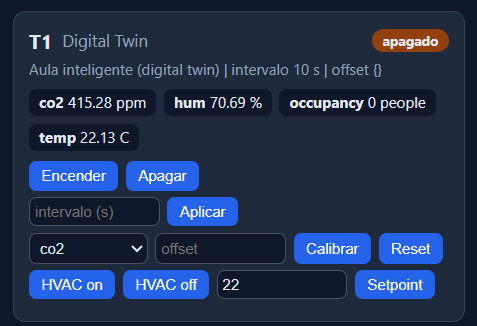 T1 Digital Twin apagado
Aula inteligente (digital twin) | intervalo 10 s | offset {}
co2 415.28 ppm hum 70.69 % occupancy 0 people
temp 22.13 C
Encender Apagar
intervalo (s) Aplicar
co2 offset Calibrar Reset
HVAC on HVAC off 22 Setpoint